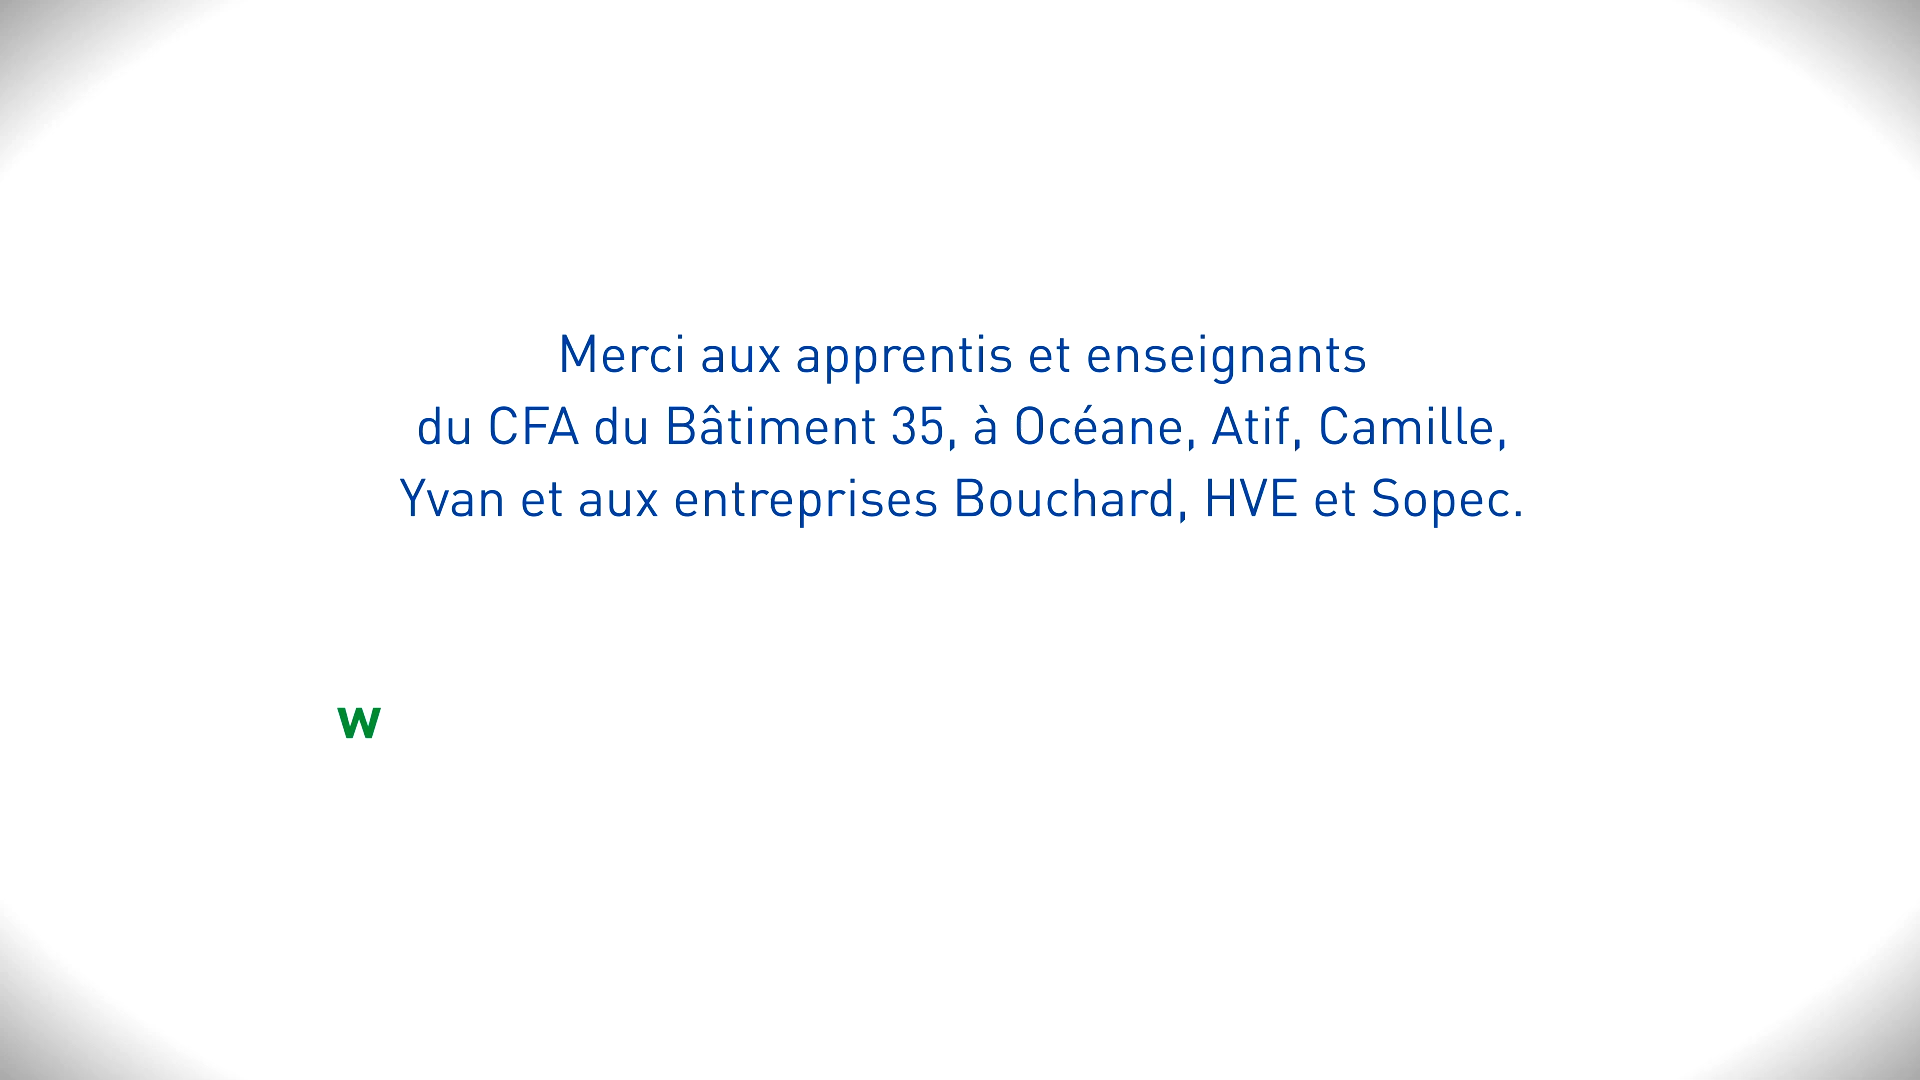 Merci aux apprentis et enseignants
du CFA du Bâtiment 35, à Océane, Atif, Camille,
Yvan et aux entreprises Bouchard, HVE et Sopec.
w